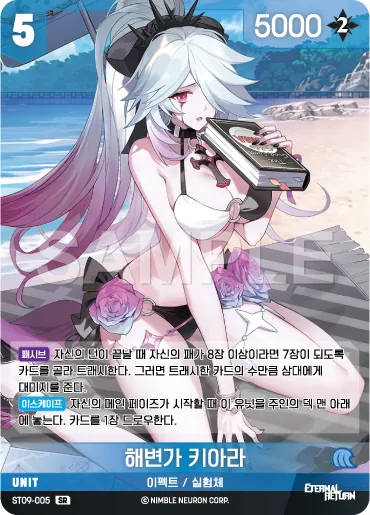 5
5000 2
SAMPLE
패시브 자신의 턴이 끝날 때 자신의 패가 8장 이상이라면 7장이 되도록
카드를 골라 트래시한다. 그러면 트래시한 카드의 수만큼 상대에게
대미지를 준다.
이스케이프 자신의 메인 페이즈가 시작할 때 이 유닛을 주인의 덱 맨 아래
에 놓는다. 카드를 1장 드로우한다.
해변가 키아라
UNIT 이펙트 / 실험체
ST09-005 SR ©NIMBLE NEURON CORP. ETERNAL RETURN